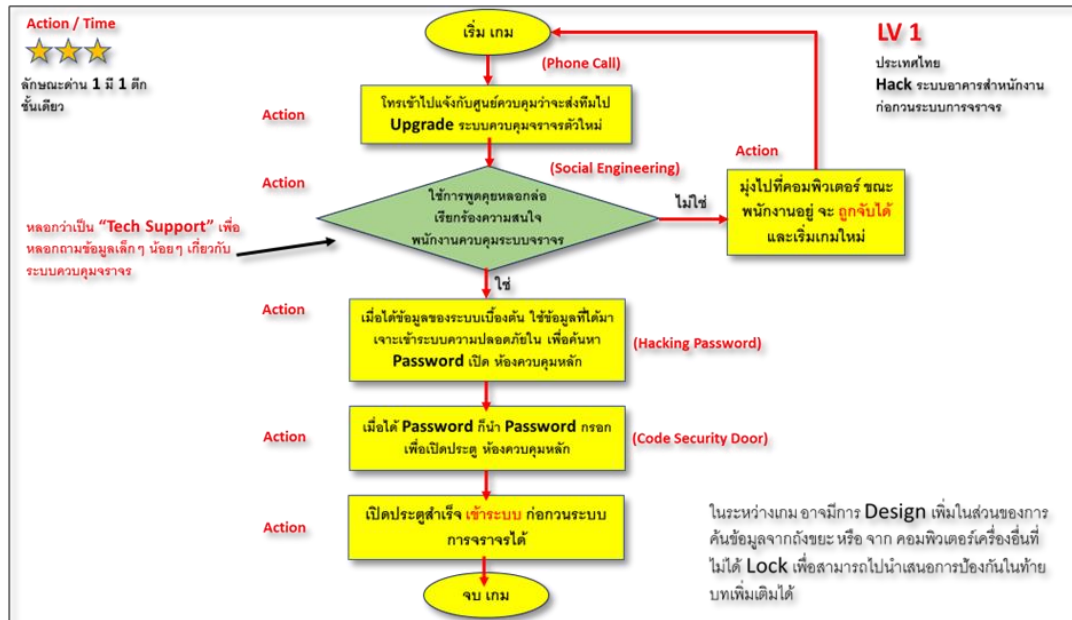 Action / Time
ลักษณะด่าน 1 มี 1 ตึก
ชั้นเดียว
เริ่ม เกม
(Phone Call)
LV 1
ประเทศไทย
Hack ระบบอาคารสำหนักงาน
ก่อกวนระบบการจราจร
Action
โทรเข้าไปแจ้งกับศูนย์ควบคุมว่าจะส่งทีมไป
Upgrade ระบบควบคุมจราจรตัวใหม่
(Social Engineering)
Action
Action
ใช้การพูดคุยหลอกล่อ
เรียกร้องความสนใจ
พนักงานควบคุมระบบจราจร
ไม่ใช่
มุ่งไปที่คอมพิวเตอร์ ขณะ
พนักงานอยู่ จะ ถูกจับได้
และเริ่มเกมใหม่
หลอกว่าเป็น “Tech Support” เพื่อ
หลอกถามข้อมูลเล็กๆ น้อยๆ เกี่ยวกับ
ระบบควบคุมจราจร
ใช่
Action
เมื่อได้ข้อมูลของระบบเบื้องต้น ใช้ข้อมูลที่ได้มา
เจาะเข้าระบบความปลอดภัยใน เพื่อค้นหา
Password เปิด ห้องควบคุมหลัก
(Hacking Password)
Action
เมื่อได้ Password ก็นำ Password กรอก
เพื่อเปิดประตู ห้องควบคุมหลัก
(Code Security Door)
Action
เปิดประตูสำเร็จ เข้าระบบ ก่อกวนระบบ
การจราจรได้
จบ เกม
ในระหว่างเกม อาจมีการ Design เพิ่มในส่วนของการ
ค้นข้อมูลจากถังขยะ หรือ จาก คอมพิวเตอร์เครื่องอื่นที่
ไม่ได้ Lock เพื่อสามารถไปนำเสนอการป้องกันในท้าย
บทเพิ่มเติมได้